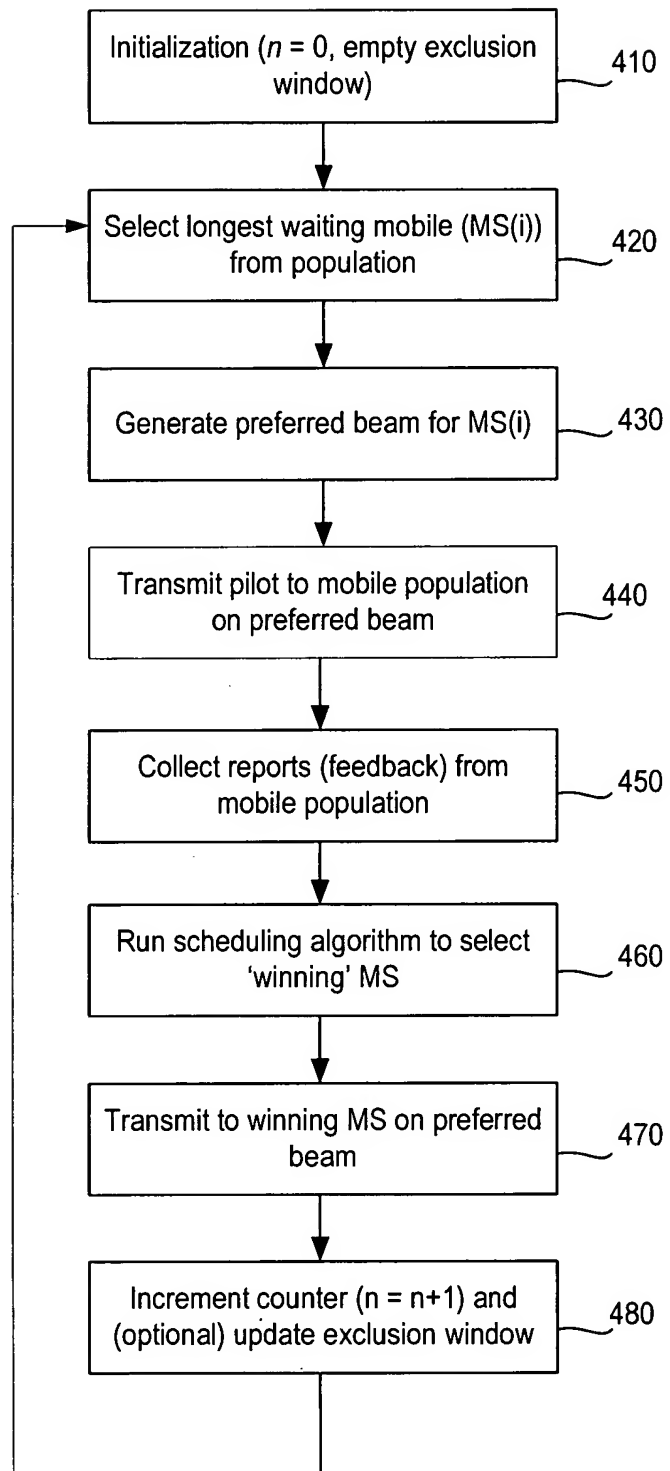 Initialization (n = 0, empty exclusion
window)
410
Select longest waiting mobile (MS(i))
from population
420
Generate preferred beam for MS(i)
430
Transmit pilot to mobile population
on preferred beam
440
Collect reports (feedback) from
mobile population
450
Run scheduling algorithm to select
'winning' MS
460
Transmit to winning MS on preferred
beam
470
Increment counter (n = n+1) and
(optional) update exclusion window
480